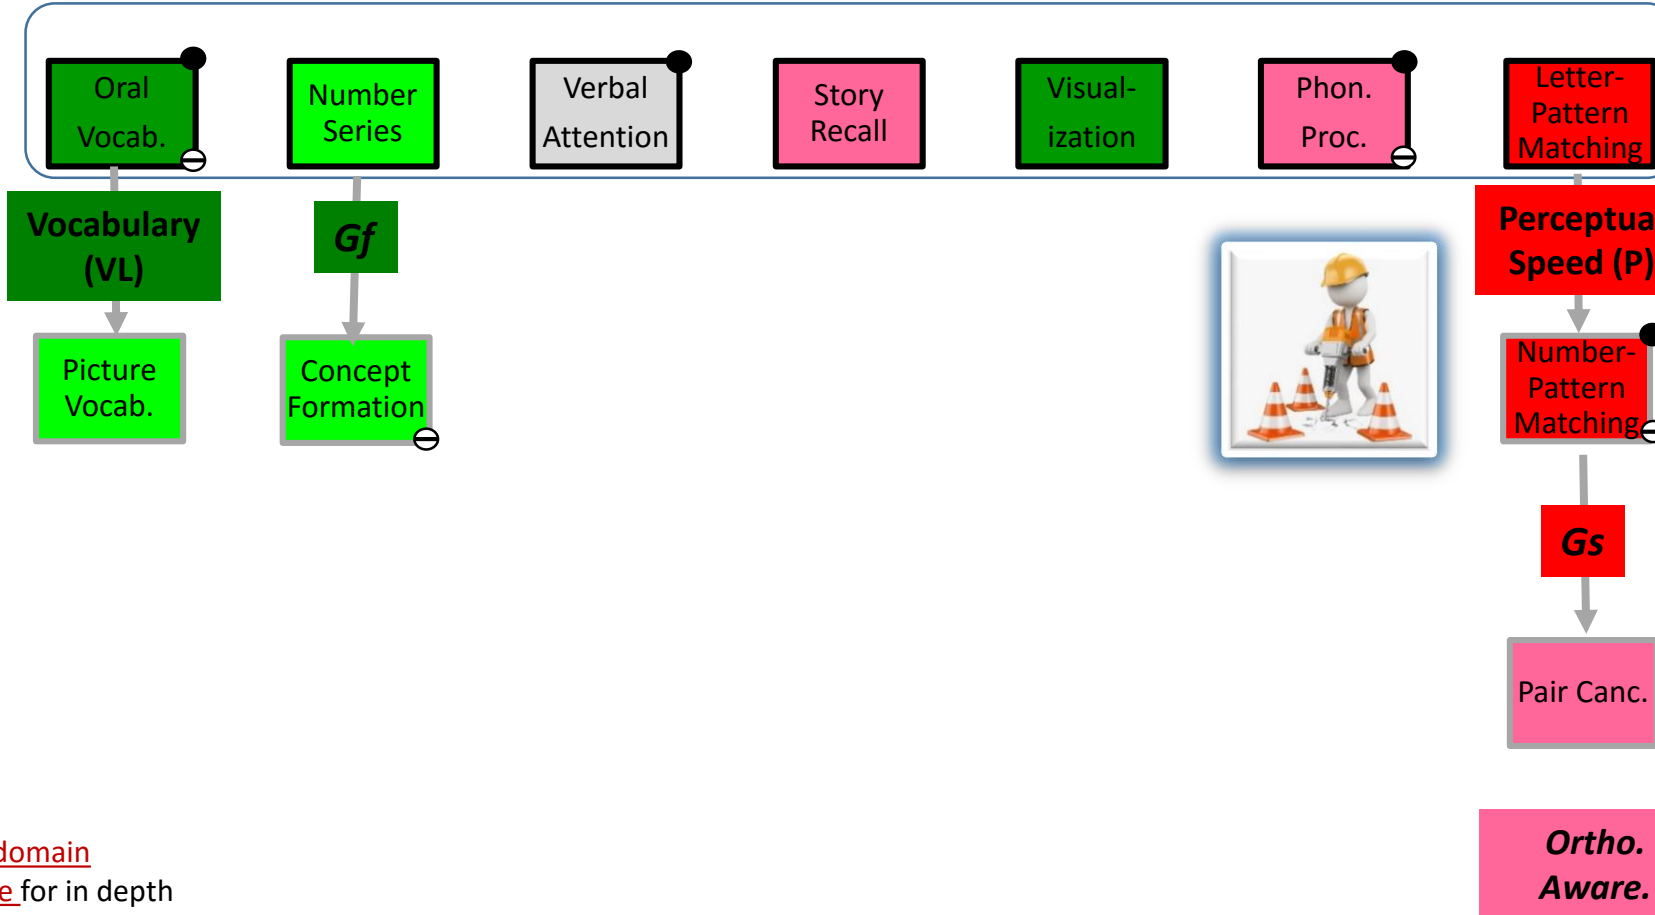 Oral
Vocab.
Number
Series
Verbal
Attention
Story
Recall
Visual-
ization
Phon.
Proc.
Letter-
Pattern
Matching
Vocabulary
(VL)
Gf
Perceptua
Speed (P)
Picture
Vocab.
Concept
Formation
Number-
Pattern
Matching
Gs
Pair Canc.
domain
e for in depth
Ortho.
Aware.